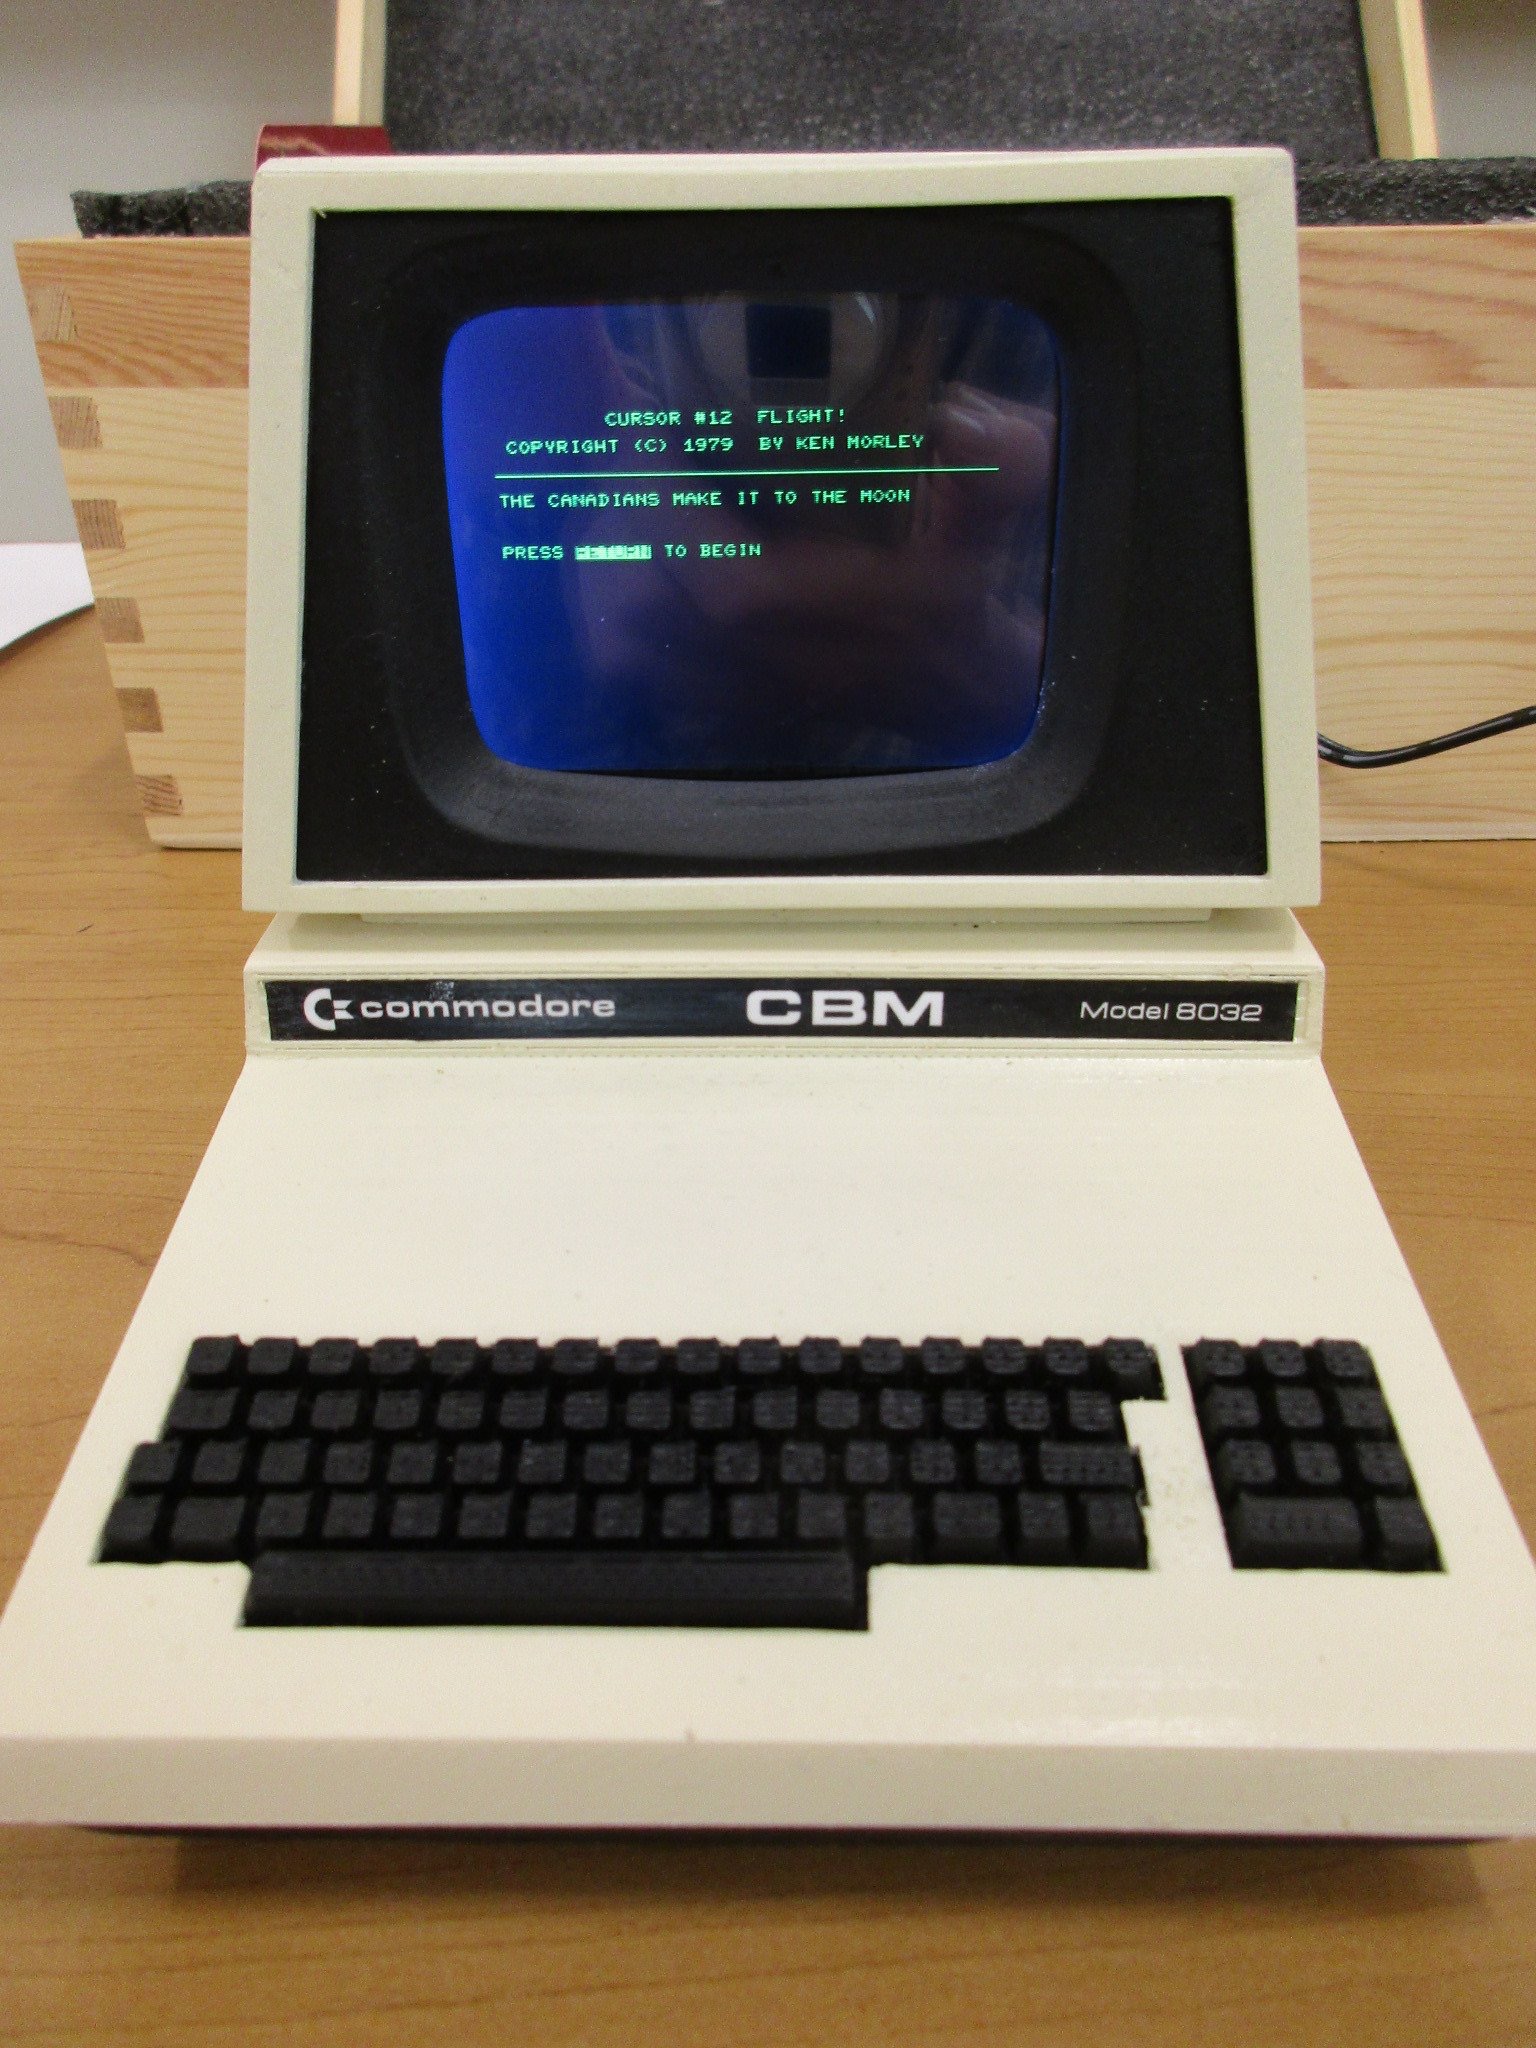 CURSOR #12 FLIGHT!
COPYRIGHT (C) 1979 BY KEN MORLEY
THE CANADIANS MAKE IT TO THE MOON
PRESS RETURN TO BEGIN
commodore CBM Model 8032